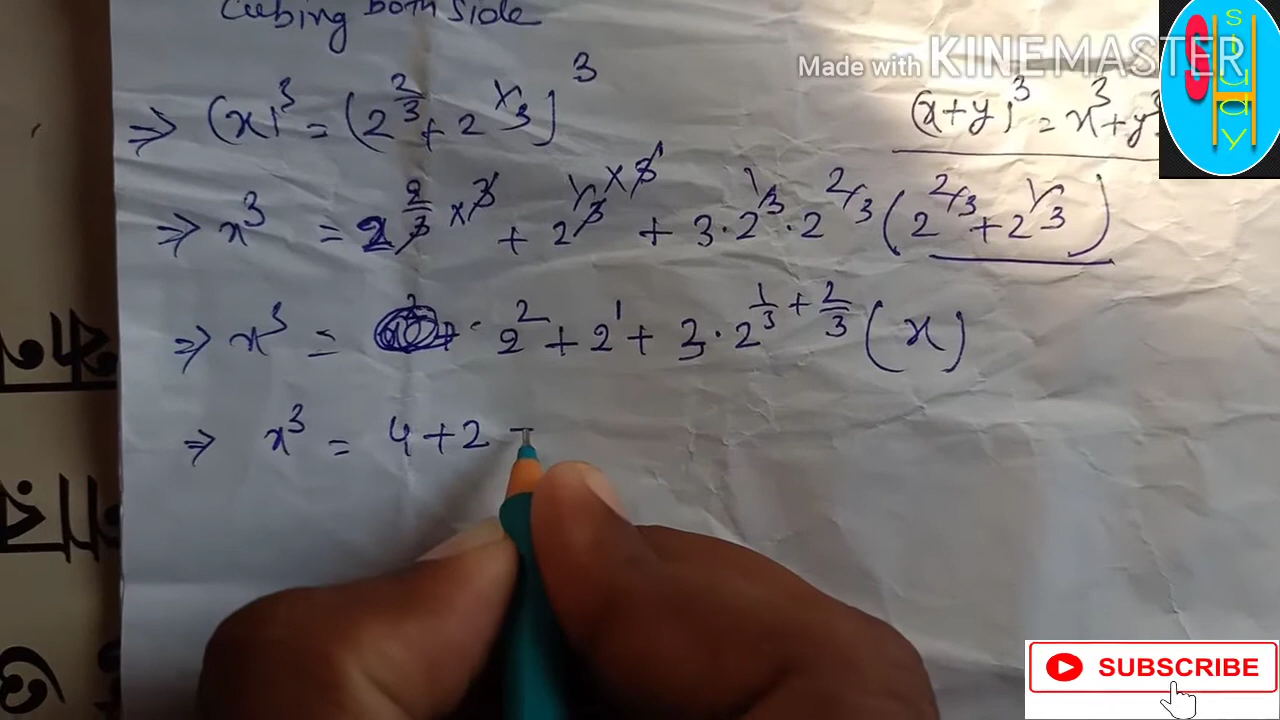 Cubing both side
Made with KINEMASTER
S
Study
(x+y)³ = x³+y³
⇒ (x)³ = (2^{2/3} + 2^{1/3})³
⇒ x³ = 2^{2/3 × 3} + 2^{1/3 × 3} + 3·2^{1/3}·2^{2/3} (2^{2/3} + 2^{1/3})
⇒ x³ = 2² + 2¹ + 3·2^{1/3 + 2/3} (x)
⇒ x³ = 4 + 2
SUBSCRIBE